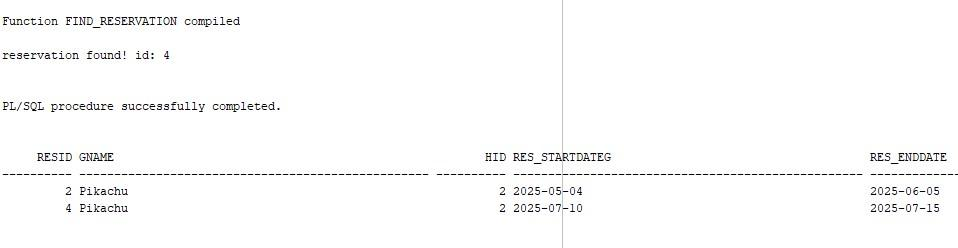 Function FIND_RESERVATION compiled
reservation found! id: 4
PL/SQL procedure successfully completed.
RESID GNAME HID RES_STARTDATEG RES_ENDDATE
---------- -------------------------------------------------- ---------- -------------------------------------------------- -------------
2 Pikachu 2 2025-05-04 2025-06-05
4 Pikachu 2 2025-07-10 2025-07-15